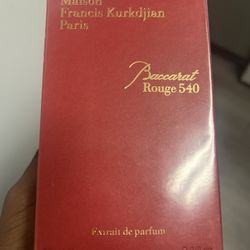 Maison
Francis Kurkdjian
Paris
Baccarat
Rouge 540
Extrait de parfum